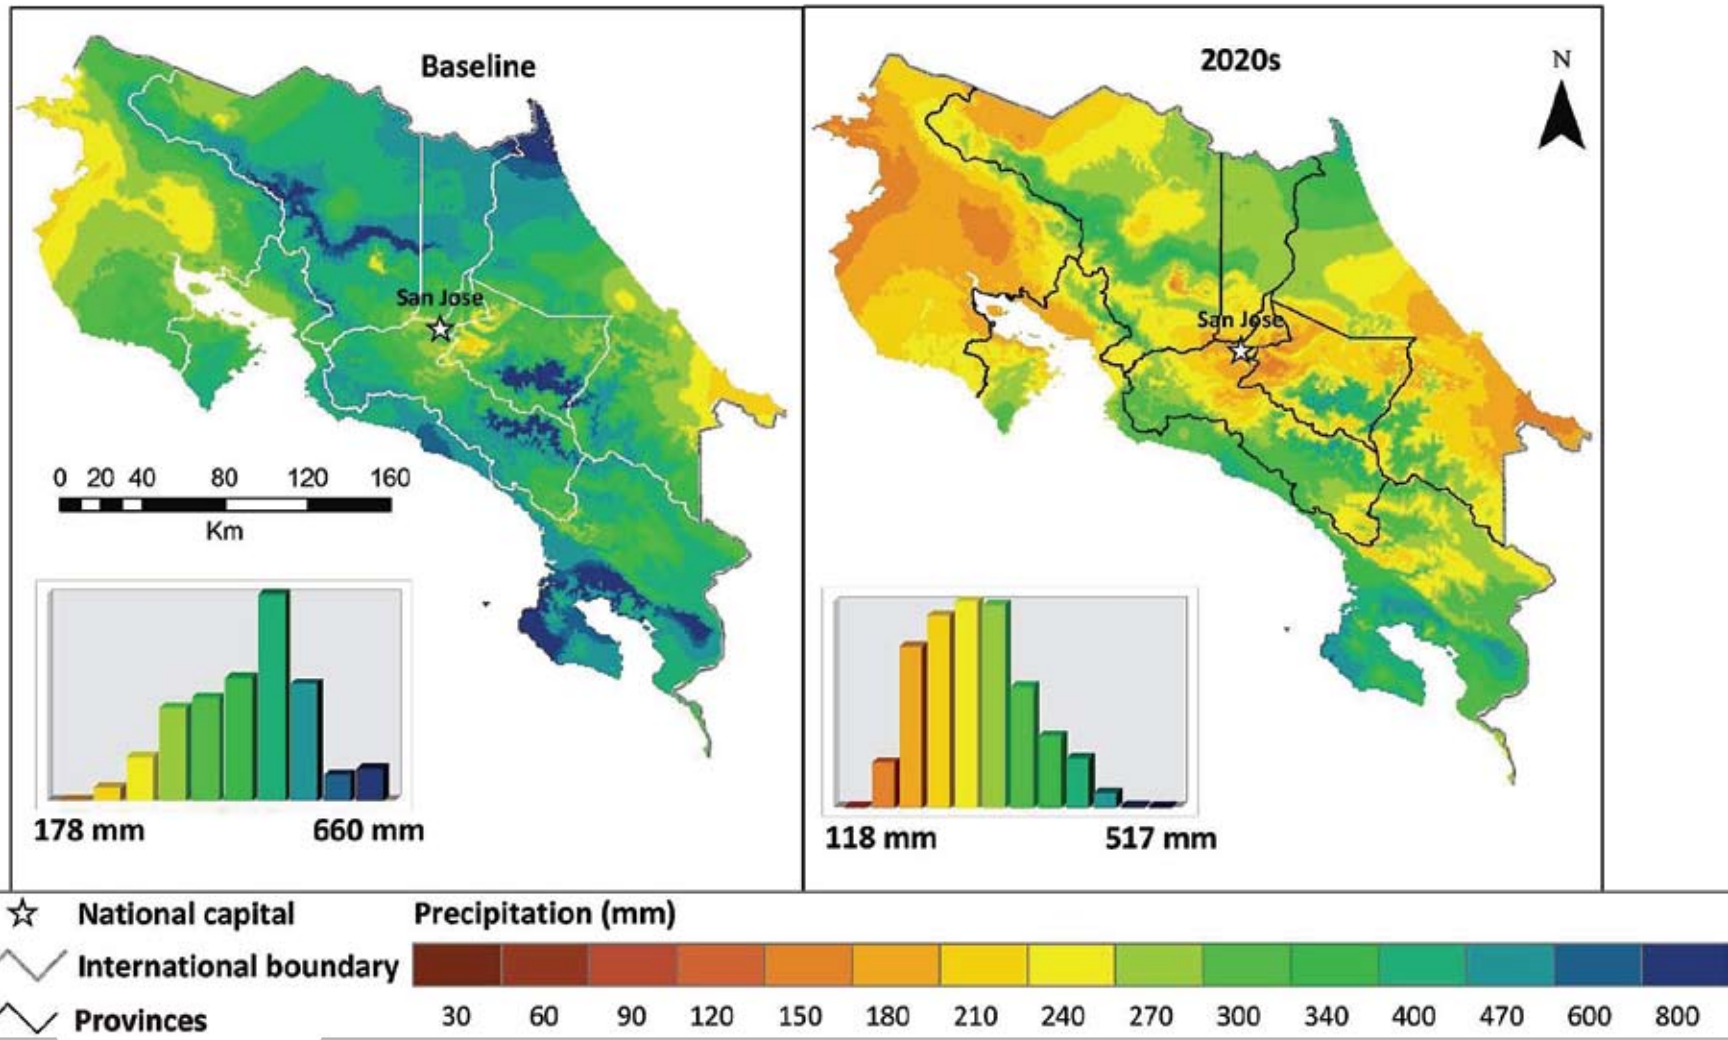 Baseline
2020s
N
San Jose
San Jose
0 20 40 80 120 160
Km
178 mm 660 mm
118 mm 517 mm
National capital
Precipitation (mm)
International boundary
30 60 90 120 150 180 210 240 270 300 340 400 470 600 800
Provinces